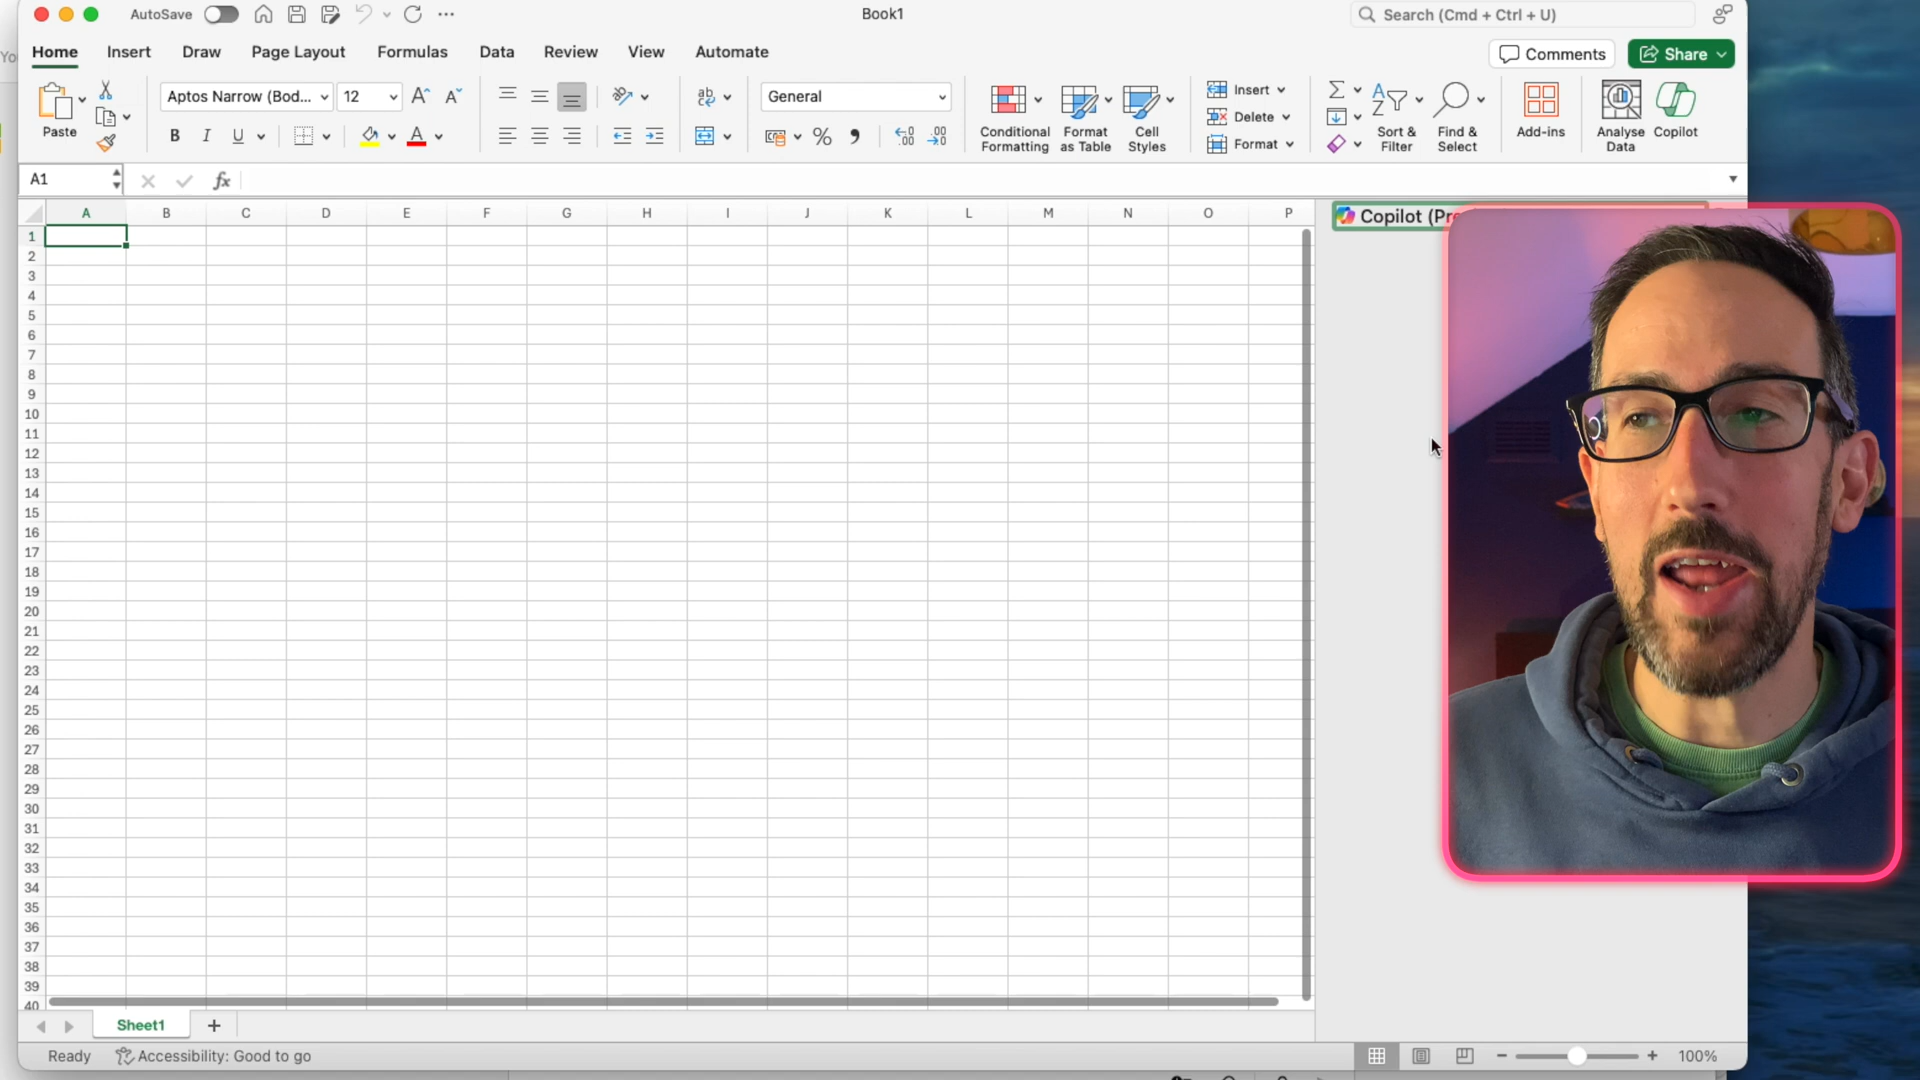 AutoSave
Book1
Search (Cmd + Ctrl + U)
Home Insert Draw Page Layout Formulas Data Review View Automate
Comments
Share
Paste
Aptos Narrow (Bod...
12
General
Conditional Formatting
Format as Table
Cell Styles
Insert
Delete
Format
Sort & Filter
Find & Select
Add-ins
Analyse Data
Copilot
B I U
A1
fx
A B C D E F G H I J K L M N O P
Copilot (Pre
1
2
3
4
5
6
7
8
9
10
11
12
13
14
15
16
17
18
19
20
21
22
23
24
25
26
27
28
29
30
31
32
33
34
35
36
37
38
39
40
Sheet1
Ready
Accessibility: Good to go
100%